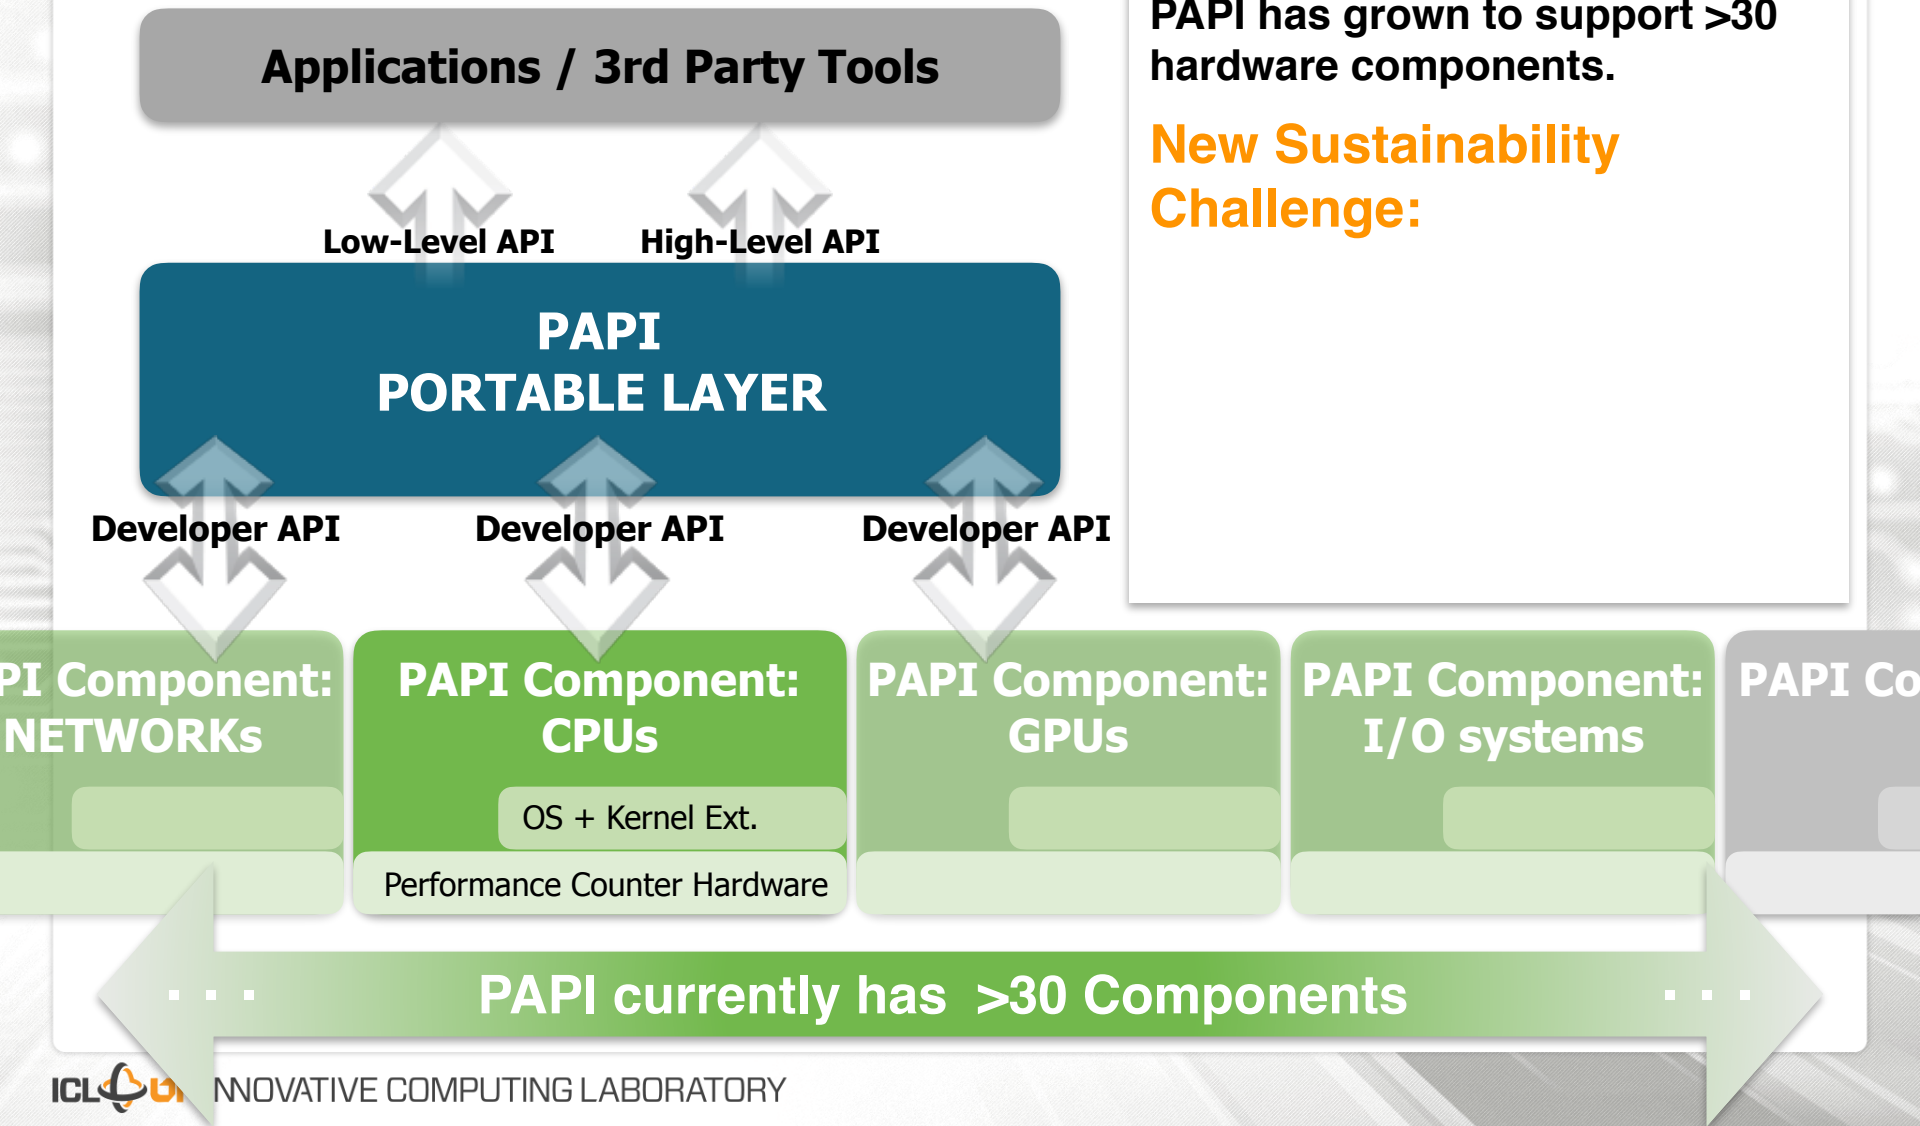 PAPI has grown to support >30
hardware components.
New Sustainability
Challenge:
Applications / 3rd Party Tools
Low-Level API
High-Level API
PAPI
PORTABLE LAYER
Developer API
Developer API
Developer API
PI Component:
NETWORKs
PAPI Component:
CPUs
OS + Kernel Ext.
Performance Counter Hardware
PAPI Component:
GPUs
PAPI Component:
I/O systems
PAPI Co
... PAPI currently has >30 Components ...
ICL INNOVATIVE COMPUTING LABORATORY